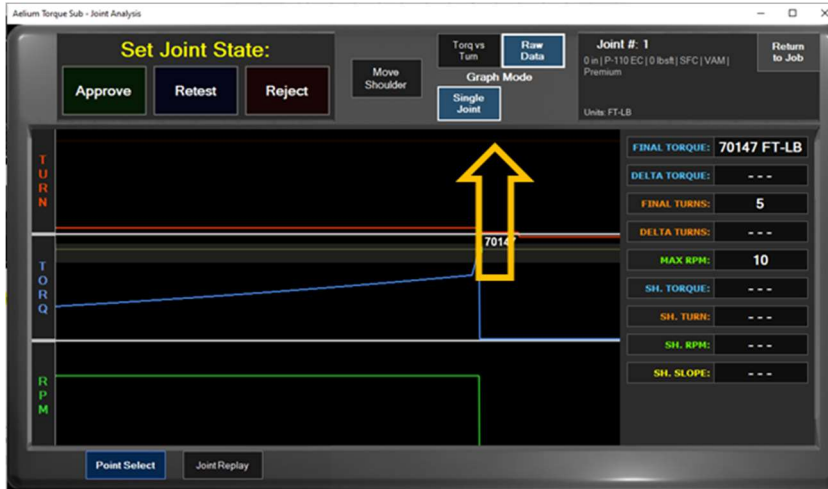 Aelium Torque Sub - Joint Analysis
Set Joint State:
Approve
Retest
Reject
Move
Shoulder
Torq vs
Turn
Raw
Data
Graph Mode
Single
Joint
Joint #: 1
0 in | P-110 EC | 0 lbsft | SFC | VAM |
Premium
Units: FT-LB
Return
to Job
TURN
TORQ
RPM
70147
FINAL TORQUE: 70147 FT-LB
DELTA TORQUE: - - -
FINAL TURNS: 5
DELTA TURNS: - - -
MAX RPM: 10
SH. TORQUE: - - -
SH. TURN: - - -
SH. RPM: - - -
SH. SLOPE: - - -
Point Select
Joint Replay